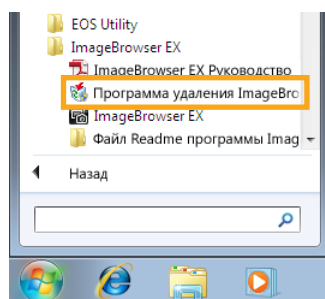 EOS Utility
ImageBrowser EX
ImageBrowser EX Руководство
Программа удаления ImageBro
ImageBrowser EX
Файл Readme программы Imag
Назад